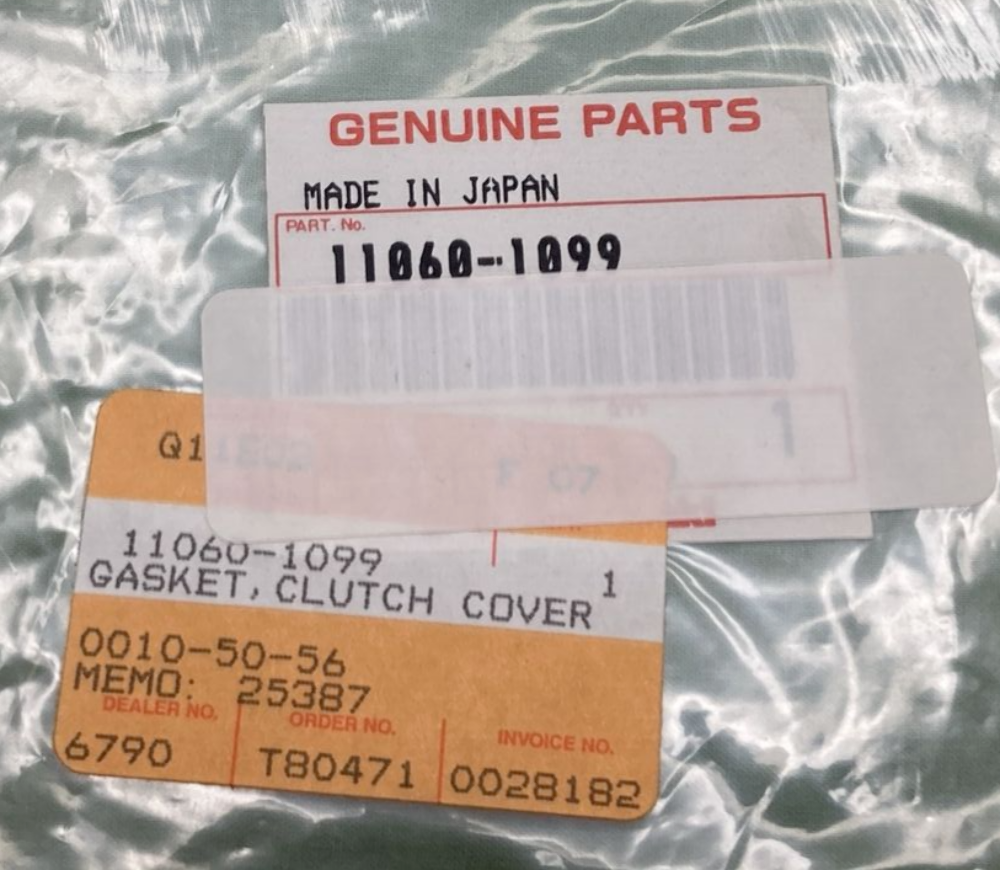 GENUINE PARTS
MADE IN JAPAN
PART. No.
11060-1099
1
Q1
F 07
11060-1099
1
GASKET, CLUTCH COVER
0010-50-56
MEMO: 25387
DEALER NO.
ORDER NO.
INVOICE NO.
6790
T80471
0028182